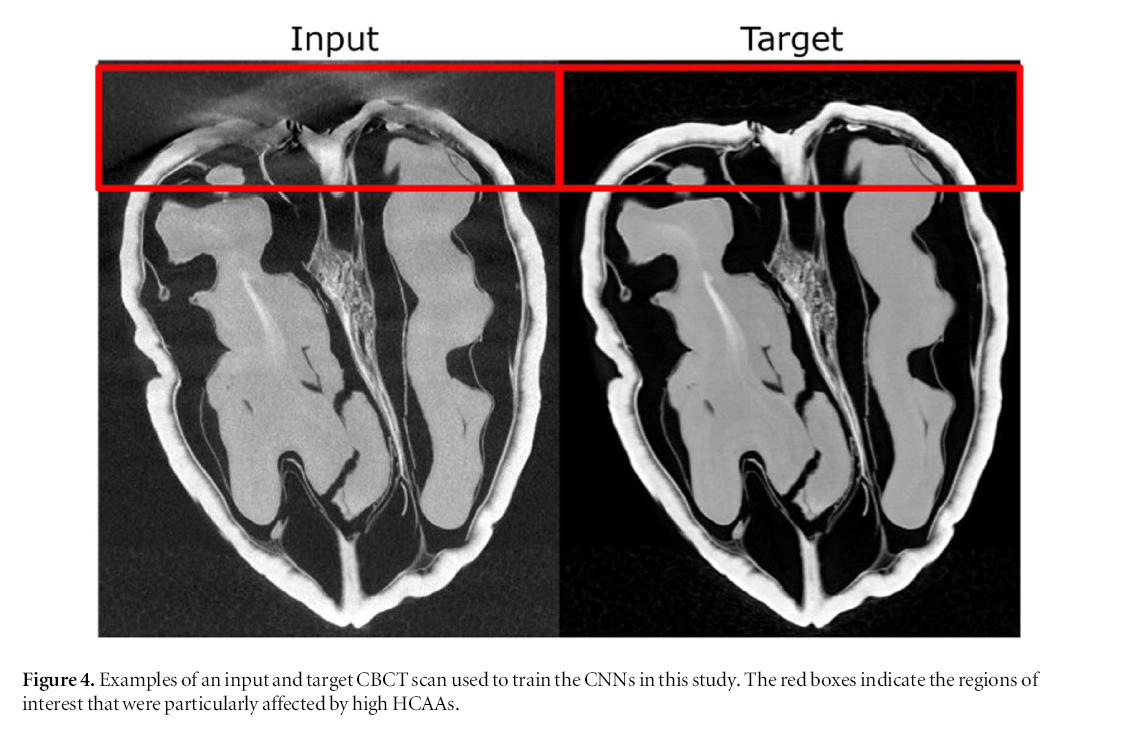 Input
Target
Figure 4. Examples of an input and target CBCT scan used to train the CNNs in this study. The red boxes indicate the regions of
interest that were particularly affected by high HCAAs.